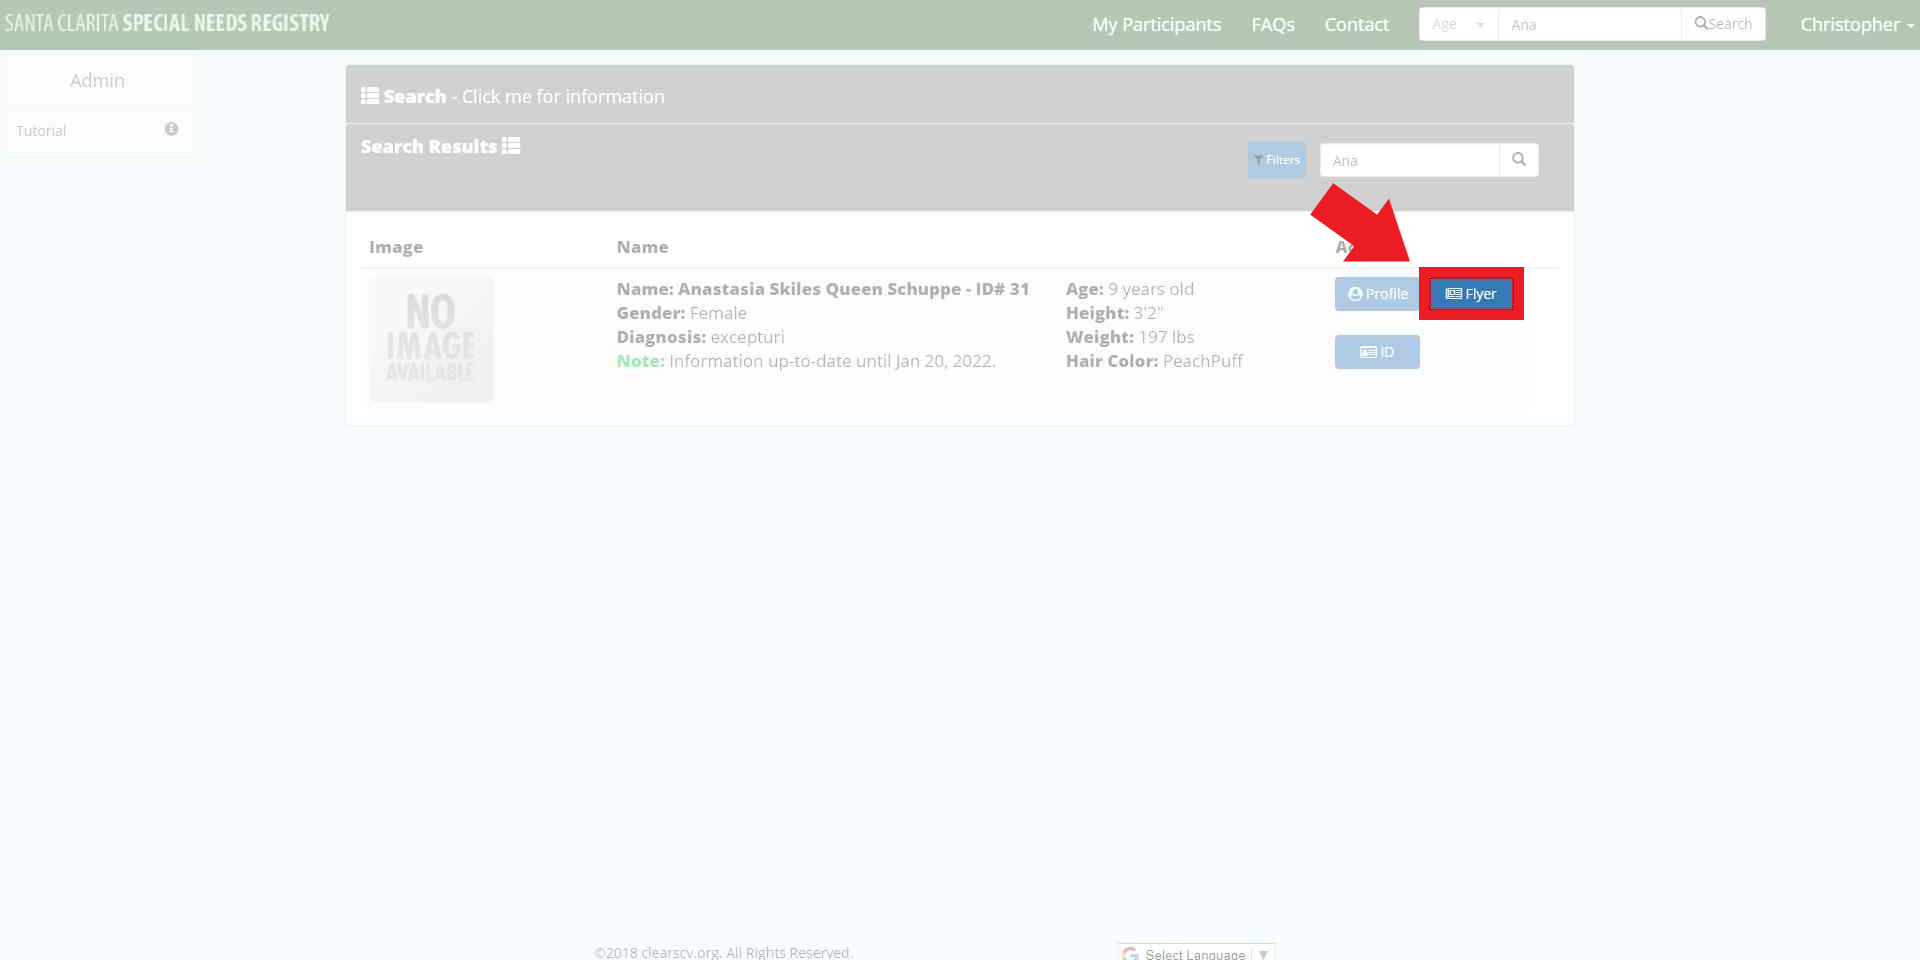 SANTA CLARITA SPECIAL NEEDS REGISTRY
My Participants FAQs Contact Age Ana Search Christopher
Admin
Tutorial
Search - Click me for information
Search Results
Filters Ana
Image Name
NO
IMAGE
AVAILABLE
Name: Anastasia Skiles Queen Schuppe - ID# 31
Gender: Female
Diagnosis: excepturi
Note: Information up-to-date until Jan 20, 2022.
Age: 9 years old
Height: 3'2"
Weight: 197 lbs
Hair Color: PeachPuff
Profile Flyer
ID
©2018 clearscv.org. All Rights Reserved.
G Select Language ▼